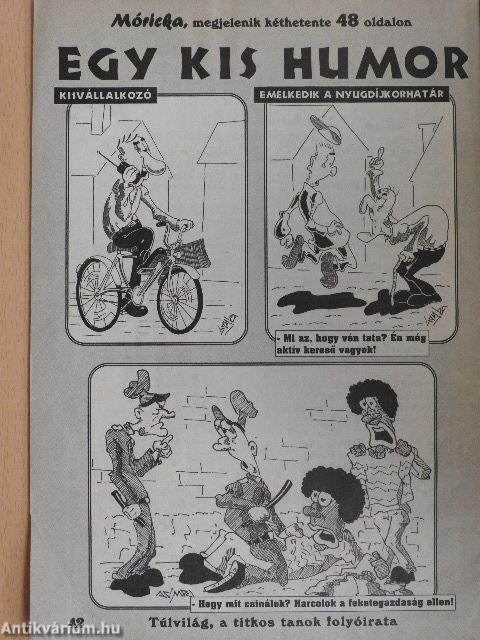 Móricka, megjelenik kéthetente 48 oldalon
EGY KIS HUMOR
KISVÁLLALKOZÓ
EMELKEDIK A NYUGDÍJKORHATÁR
- Mi az, hogy vén tata? Én még
aktív kereső vagyok!
- Hogy mit csinálok? Harcolok a feketegazdaság ellen!
42
Túlvilág, a titkos tanok folyóirata
Antikvárium.hu